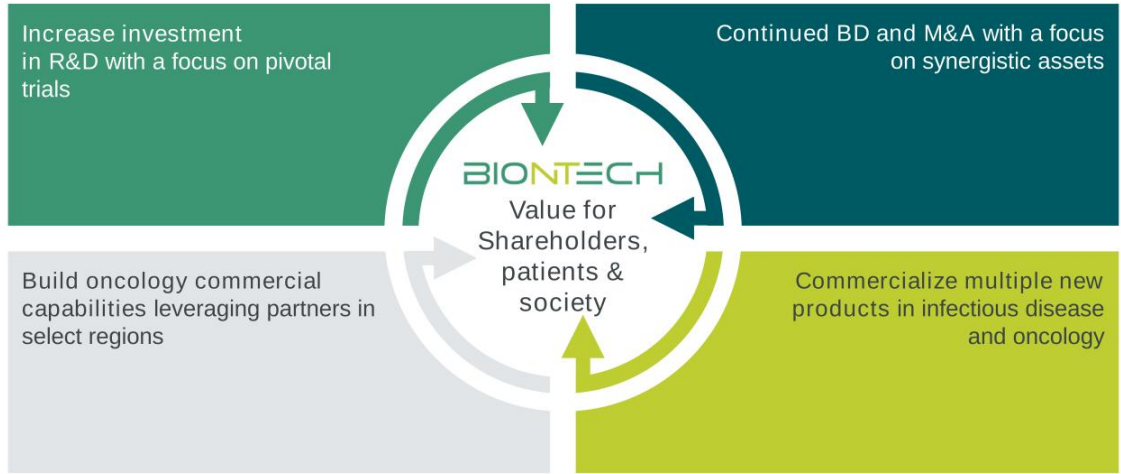 Increase investment
in R&D with a focus on pivotal
trials
Continued BD and M&A with a focus
on synergistic assets
BIONTECH
Value for
Shareholders,
patients &
society
Build oncology commercial
capabilities leveraging partners in
select regions
Commercialize multiple new
products in infectious disease
and oncology